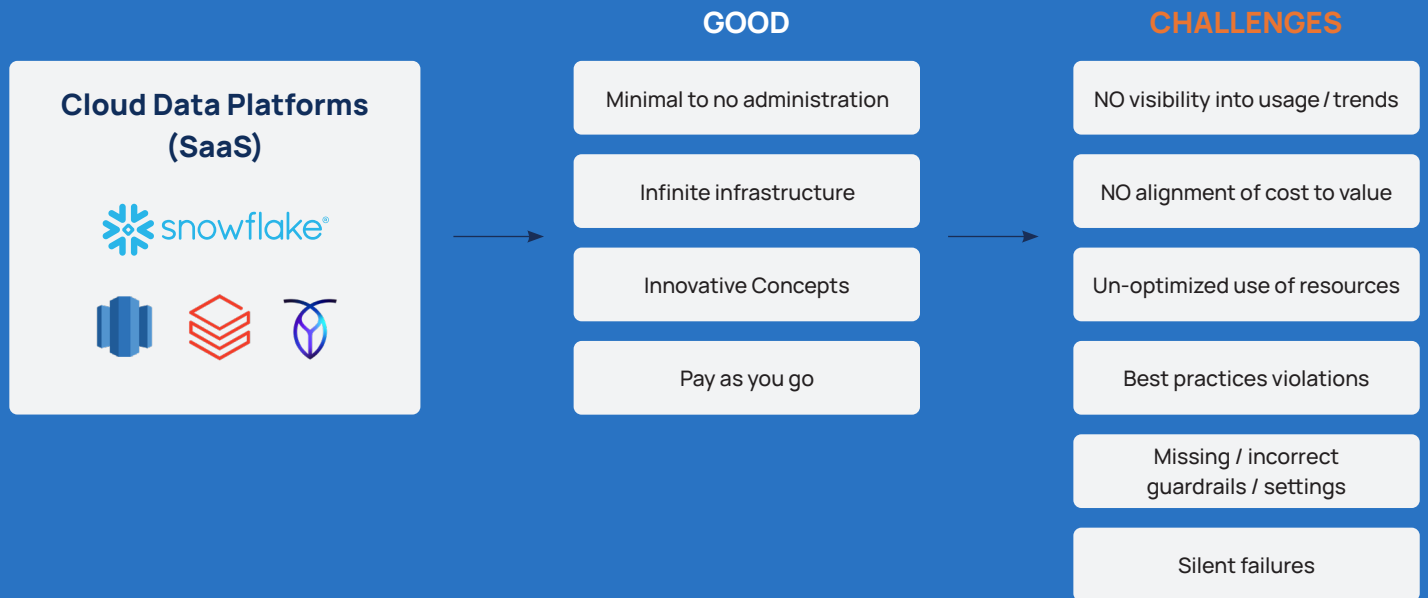 GOOD
CHALLENGES
Cloud Data Platforms
(SaaS)
snowflake®
Minimal to no administration
Infinite infrastructure
Innovative Concepts
Pay as you go
NO visibility into usage / trends
NO alignment of cost to value
Un-optimized use of resources
Best practices violations
Missing / incorrect
guardrails / settings
Silent failures